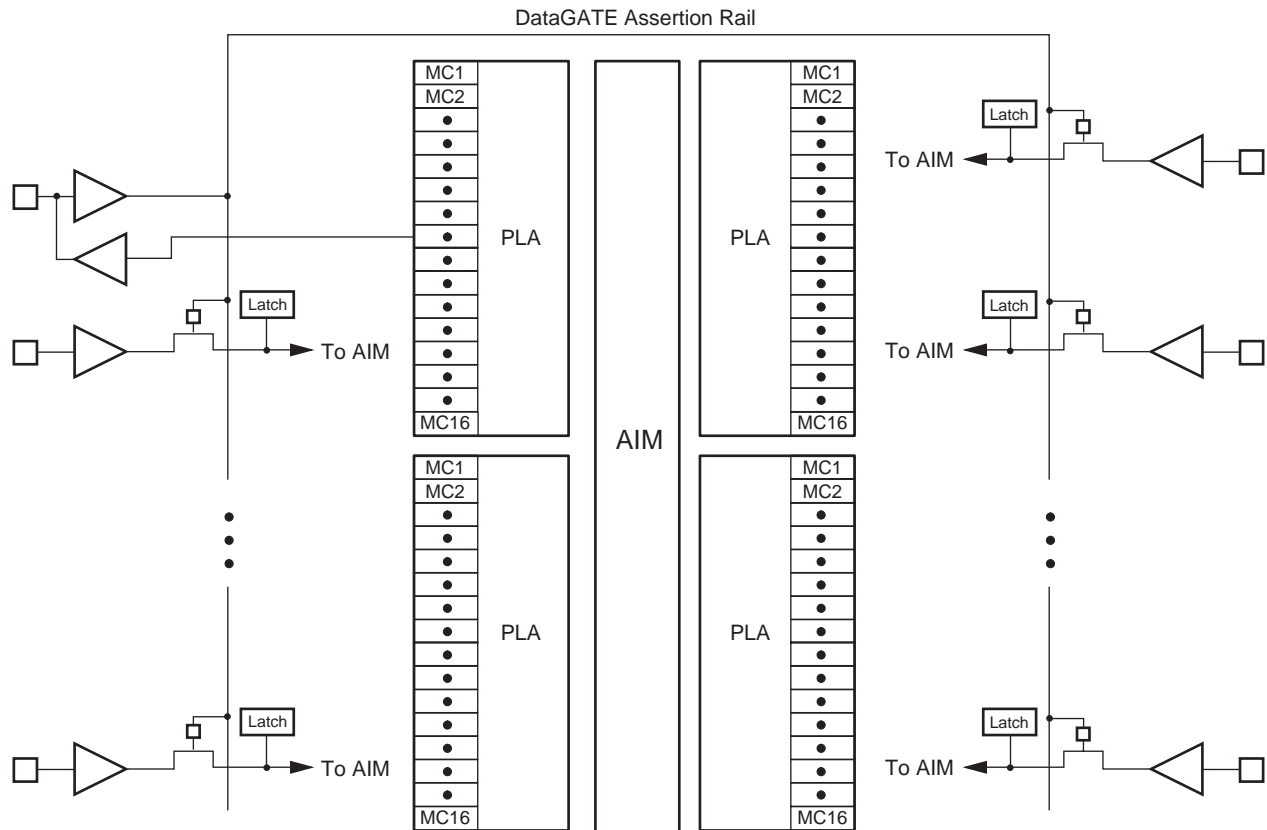 DataGATE Assertion Rail
MC1
MC2
PLA
MC16
MC1
MC2
PLA
MC16
AIM
MC1
MC2
PLA
MC16
MC1
MC2
PLA
MC16
Latch
To AIM
Latch
To AIM
Latch
To AIM
Latch
To AIM
Latch
To AIM